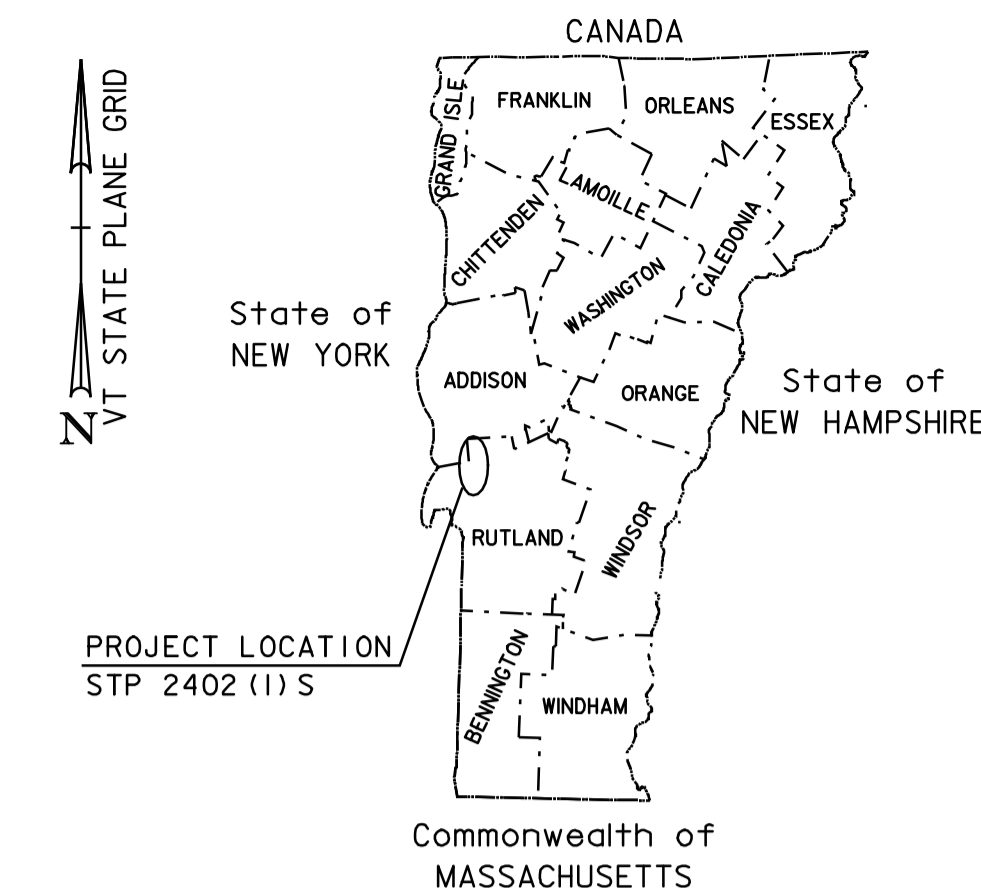 CANADA
VT STATE PLANE GRID
N
GRAND ISLE
FRANKLIN
ORLEANS
ESSEX
LAMOILLE
CHITTENDEN
CALEDONIA
WASHINGTON
State of
NEW YORK
ADDISON
ORANGE
State of
NEW HAMPSHIRE
RUTLAND
WINDSOR
PROJECT LOCATION
STP 2402 (1) S
BENNINGTON
WINDHAM
Commonwealth of
MASSACHUSETTS